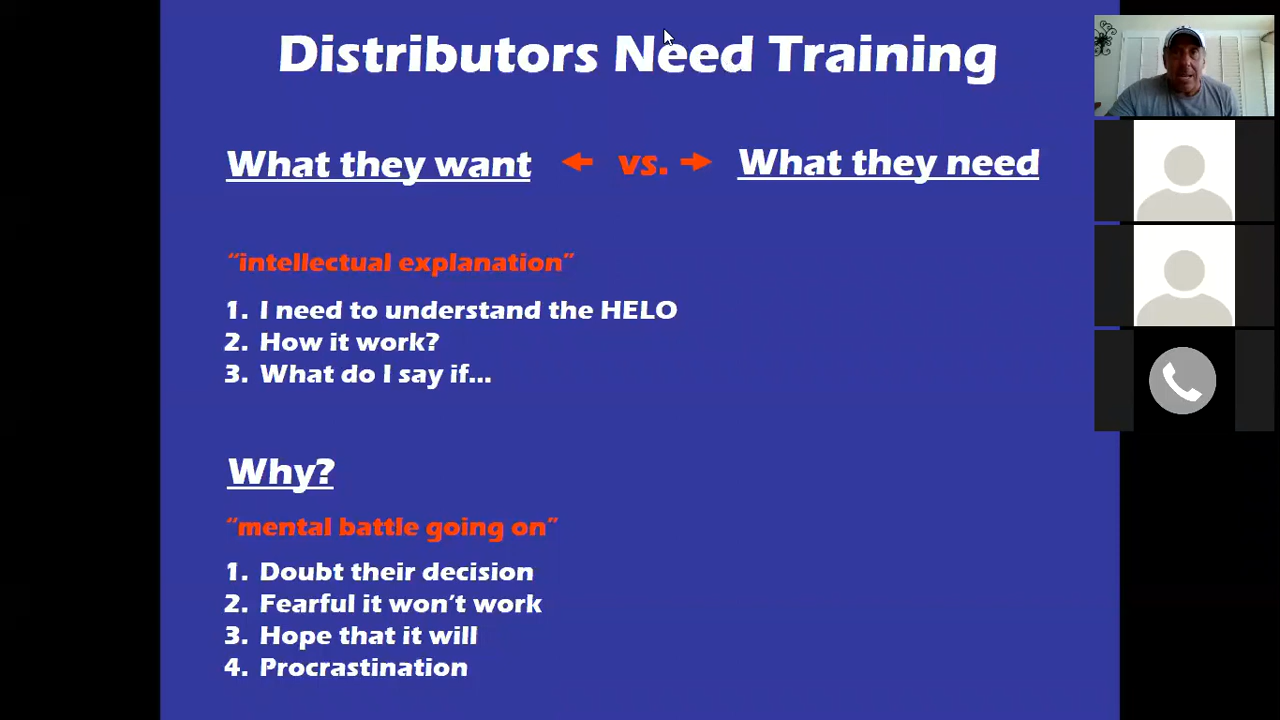 Distributors Need Training
What they want vs. What they need
“intellectual explanation”
1. I need to understand the HELO
2. How it work?
3. What do I say if...
Why?
“mental battle going on”
1. Doubt their decision
2. Fearful it won’t work
3. Hope that it will
4. Procrastination